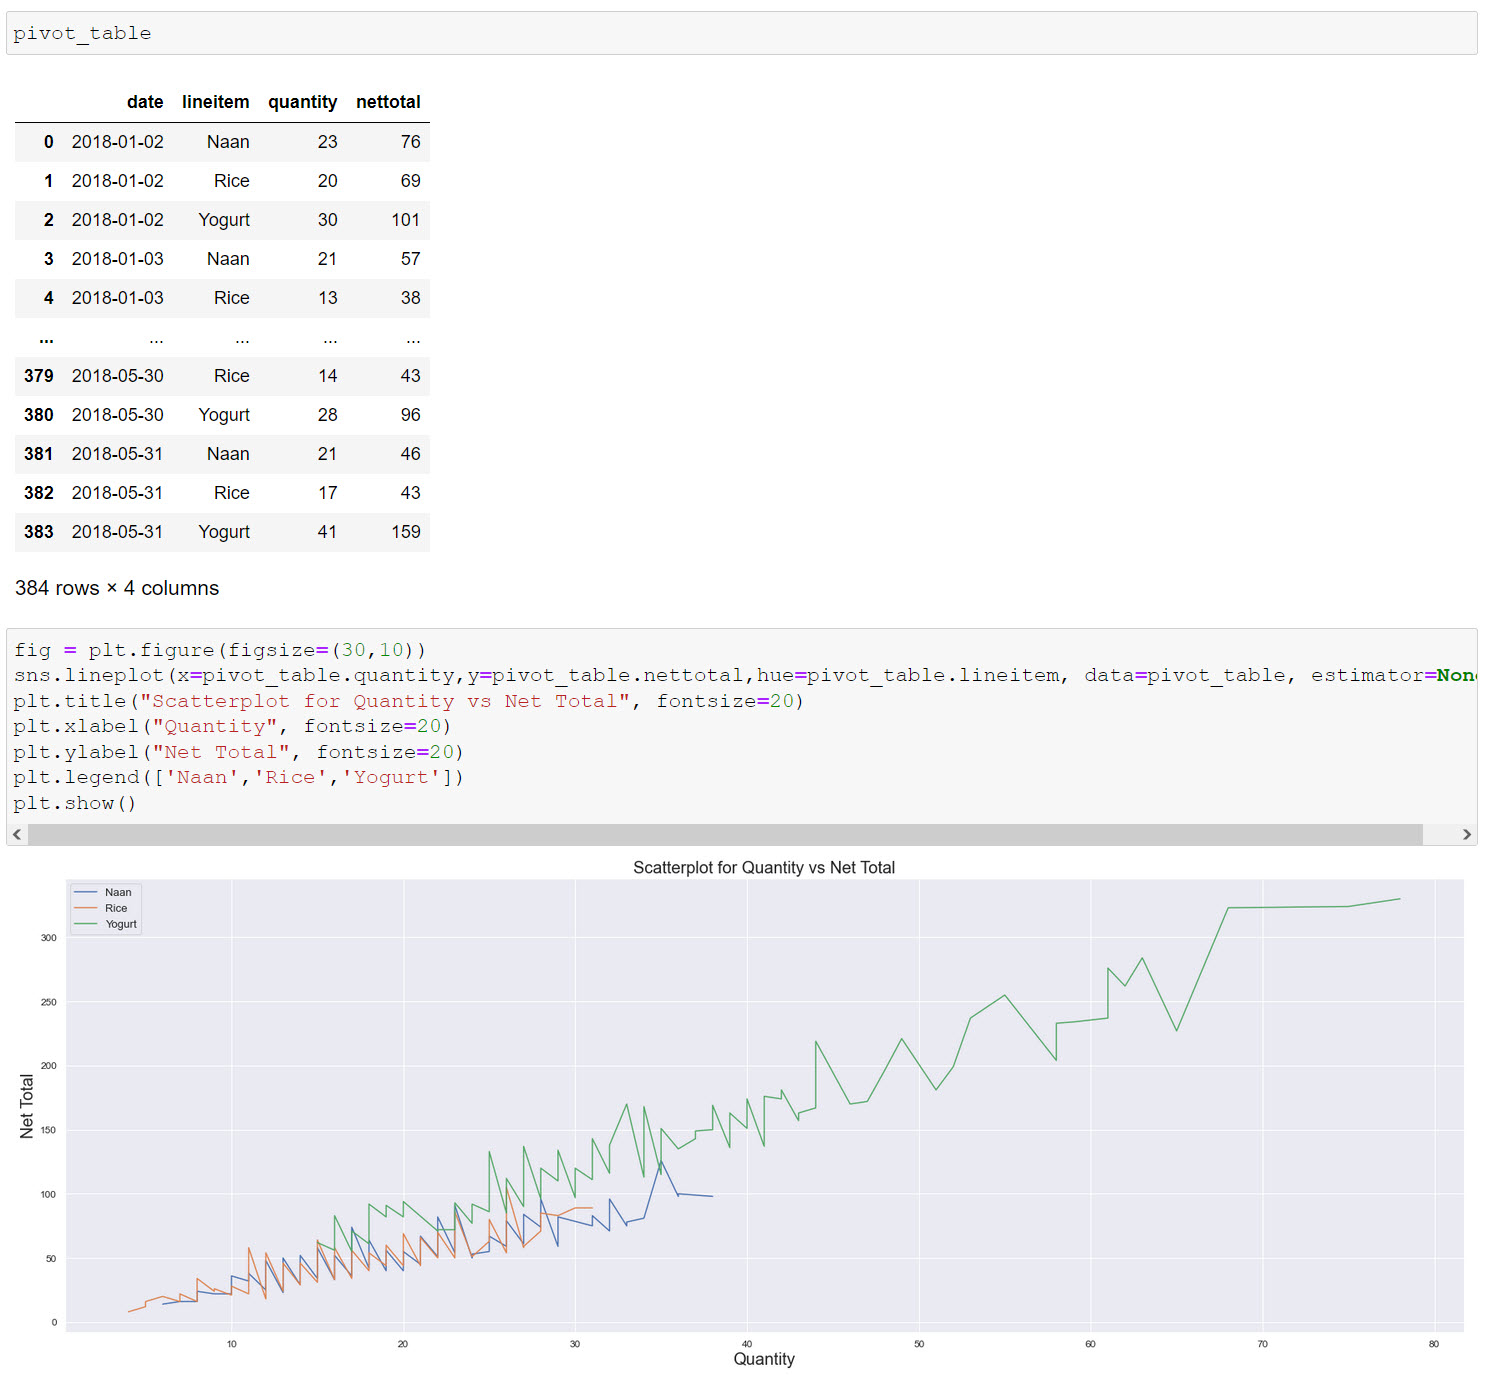 pivot_table
date lineitem quantity nettotal
0 2018-01-02 Naan 23 76
1 2018-01-02 Rice 20 69
2 2018-01-02 Yogurt 30 101
3 2018-01-03 Naan 21 57
4 2018-01-03 Rice 13 38
... ... ... ... ...
379 2018-05-30 Rice 14 43
380 2018-05-30 Yogurt 28 96
381 2018-05-31 Naan 21 46
382 2018-05-31 Rice 17 43
383 2018-05-31 Yogurt 41 159
384 rows × 4 columns
fig = plt.figure(figsize=(30,10))
sns.lineplot(x=pivot_table.quantity,y=pivot_table.nettotal,hue=pivot_table.lineitem, data=pivot_table, estimator=Non
plt.title("Scatterplot for Quantity vs Net Total", fontsize=20)
plt.xlabel("Quantity", fontsize=20)
plt.ylabel("Net Total", fontsize=20)
plt.legend(['Naan','Rice','Yogurt'])
plt.show()
Scatterplot for Quantity vs Net Total
Naan
Rice
Yogurt
300
250
200
150
100
50
0
Net Total
10 20 30 40 50 60 70 80
Quantity